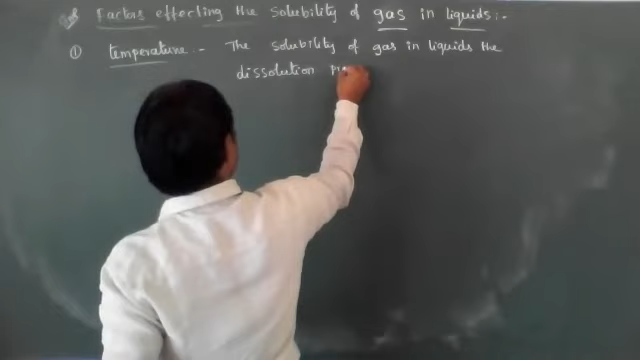 Factors effecting the Solubility of gas in liquids:-
① temperature :- The solubility of gas in liquids the
dissolution